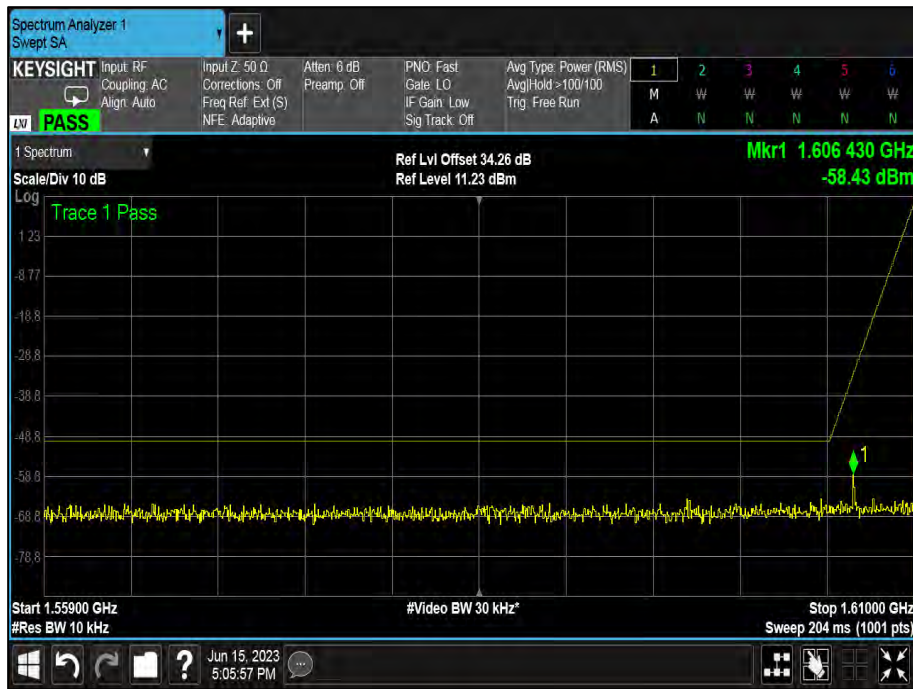 Spectrum Analyzer 1
Swept SA
+
KEYSIGHT
Input: RF
Coupling: AC
Align: Auto
Input Z: 50 Ω
Corrections: Off
Freq Ref: Ext (S)
NFE: Adaptive
Atten: 6 dB
Preamp: Off
PNO: Fast
Gate: LO
IF Gain: Low
Sig Track: Off
Avg Type: Power (RMS)
Avg|Hold >100/100
Trig: Free Run
1 2 3 4 5 6
M W W W W W
A N N N N N
LXI PASS
1 Spectrum
Scale/Div 10 dB
Ref Lvl Offset 34.26 dB
Ref Level 11.23 dBm
Mkr1 1.606 430 GHz
-58.43 dBm
Log
Trace 1 Pass
1.23
-8.77
-18.8
-28.8
-38.8
-48.8
-58.8
-68.8
-78.8
1
Start 1.55900 GHz
#Res BW 10 kHz
#Video BW 30 kHz*
Stop 1.61000 GHz
Sweep 204 ms (1001 pts)
?
Jun 15, 2023
5:05:57 PM